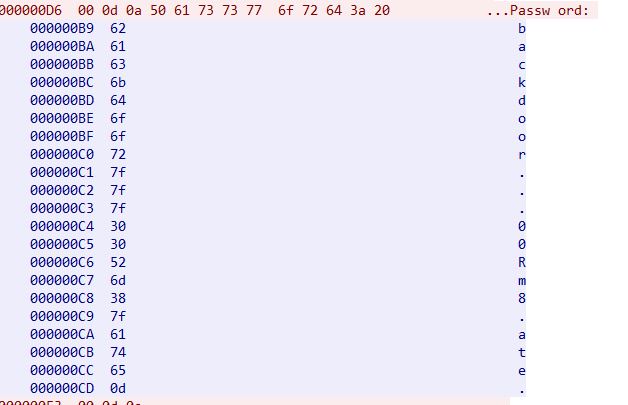 000000D6 00 0d 0a 50 61 73 73 77 6f 72 64 3a 20 ...Passw ord:
000000B9 62 b
000000BA 61 a
000000BB 63 c
000000BC 6b k
000000BD 64 d
000000BE 6f o
000000BF 6f o
000000C0 72 r
000000C1 7f .
000000C2 7f .
000000C3 7f .
000000C4 30 0
000000C5 30 0
000000C6 52 R
000000C7 6d m
000000C8 38 8
000000C9 7f .
000000CA 61 a
000000CB 74 t
000000CC 65 e
000000CD 0d .